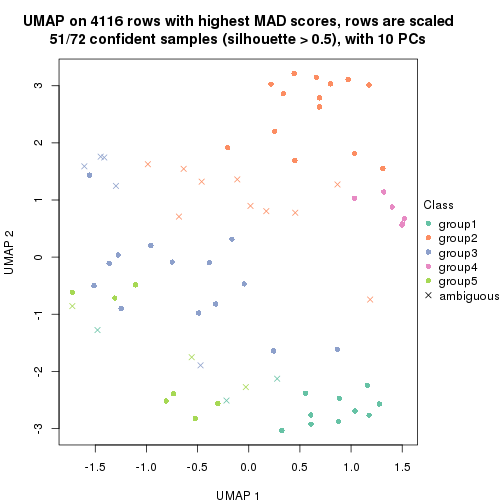 UMAP on 4116 rows with highest MAD scores, rows are scaled
51/72 confident samples (silhouette > 0.5), with 10 PCs
3
2
1
0
-1
-2
-3
UMAP 2
-1.5 -1.0 -0.5 0.0 0.5 1.0 1.5
UMAP 1
Class
group1
group2
group3
group4
group5
ambiguous